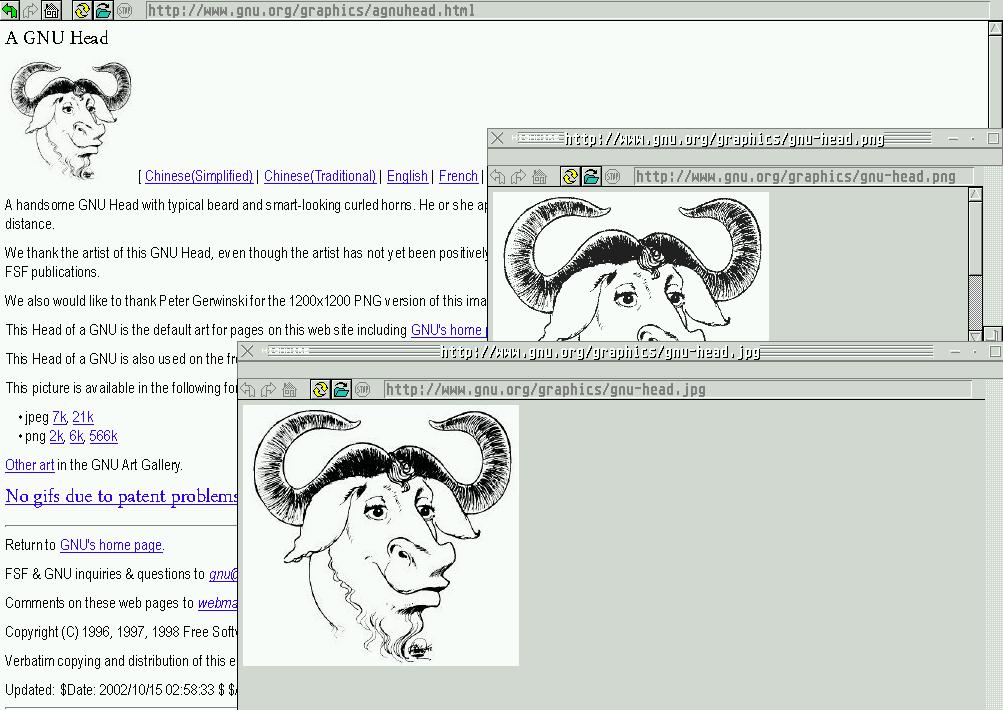 http://www.gnu.org/graphics/agnuhead.html
A GNU Head
[ Chinese(Simplified) | Chinese(Traditional) | English | French |
A handsome GNU Head with typical beard and smart-looking curled horns. He or she ap
distance.
We thank the artist of this GNU Head, even though the artist has not yet been positively
FSF publications.
We also would like to thank Peter Gerwinski for the 1200x1200 PNG version of this ima
This Head of a GNU is the default art for pages on this web site including GNU's home p
This Head of a GNU is also used on the fr
This picture is available in the following for
• jpeg 7k, 21k
• png 2k, 6k, 566k
Other art in the GNU Art Gallery.
No gifs due to patent problems
Return to GNU's home page.
FSF & GNU inquiries & questions to gnu@
Comments on these web pages to webma
Copyright (C) 1996, 1997, 1998 Free Softw
Verbatim copying and distribution of this e
Updated: $Date: 2002/10/15 02:58:33 $ $A
http://www.gnu.org/graphics/gnu-head.png
STOP
http://www.gnu.org/graphics/gnu-head.png
http://www.gnu.org/graphics/gnu-head.jpg
STOP
http://www.gnu.org/graphics/gnu-head.jpg